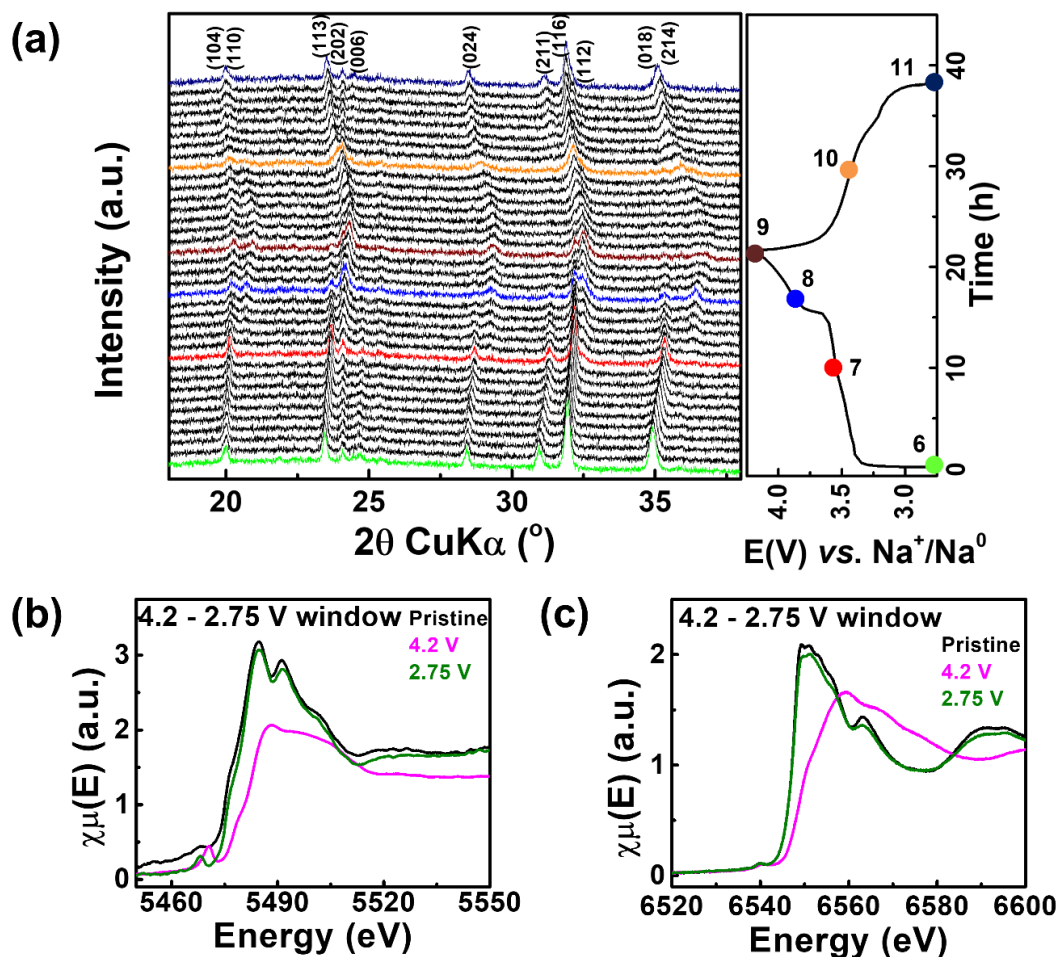 (a)
Intensity (a.u.)
(104)
(110)
(113)
(202)
(006)
(024)
(211)
(116)
(112)
(018)
(214)
20 25 30 35
2θ CuKα (°)
11
10
9
8
7
6
40
30
20
10
0
Time (h)
4.0 3.5 3.0
E(V) vs. Na⁺/Na⁰
(b)
4.2 - 2.75 V window Pristine
4.2 V
2.75 V
χμ(E) (a.u.)
3
2
1
0
5460 5490 5520 5550
Energy (eV)
(c)
4.2 - 2.75 V window
Pristine
4.2 V
2.75 V
χμ(E) (a.u.)
2
1
0
6520 6540 6560 6580 6600
Energy (eV)